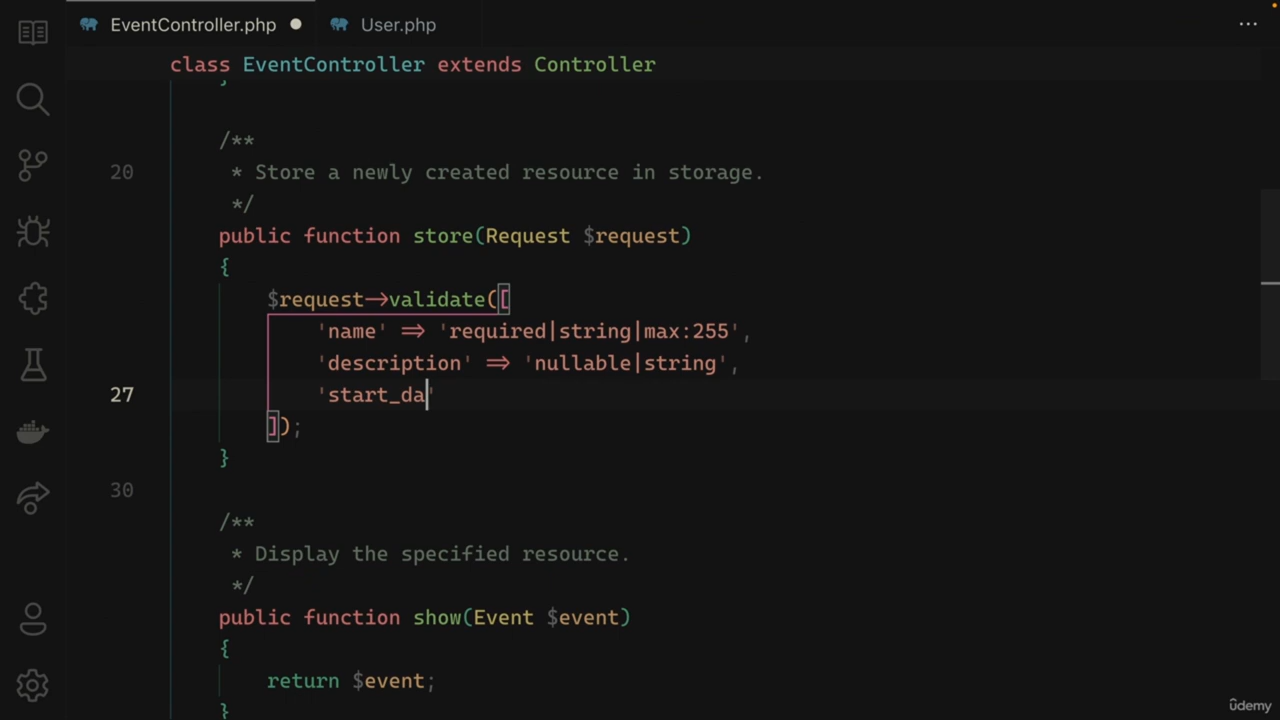 EventController.php
User.php
class EventController extends Controller
}
/**
20 * Store a newly created resource in storage.
*/
public function store(Request $request)
{
$request->validate([
'name' => 'required|string|max:255',
'description' => 'nullable|string',
27 'start_da'
]);
}
30
/**
* Display the specified resource.
*/
public function show(Event $event)
{
return $event;
}
ûdemy